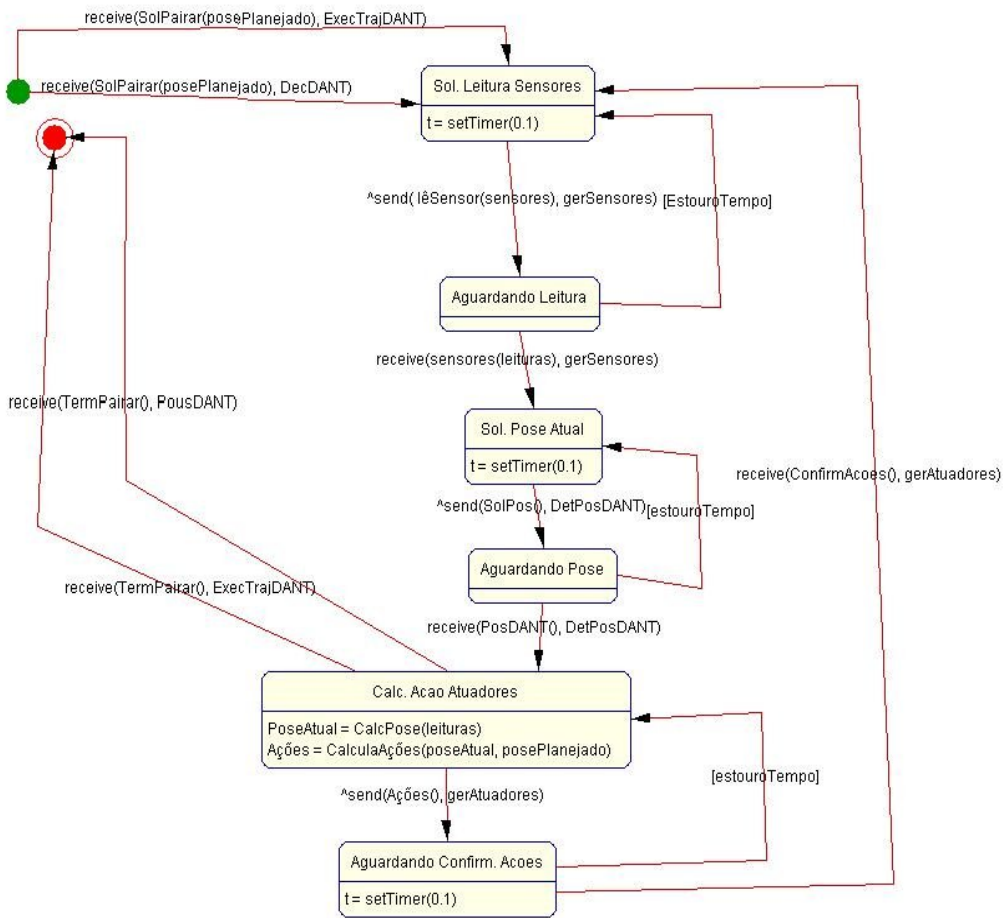 receive(SolPairar(posePlanejado), ExecTrajDANT)
receive(SolPairar(posePlanejado), DecDANT)
Sol. Leitura Sensores
t = setTimer(0.1)
^send( lêSensor(sensores), gerSensores)
[EstouroTempo]
Aguardando Leitura
receive(sensores(leituras), gerSensores)
receive(TermPairar(), PousDANT)
Sol. Pose Atual
t = setTimer(0.1)
receive(ConfirmAcoes(), gerAtuadores)
^send(SolPos(), DetPosDANT)
[estouroTempo]
Aguardando Pose
receive(TermPairar(), ExecTrajDANT)
receive(PosDANT(), DetPosDANT)
Calc. Acao Atuadores
PoseAtual = CalcPose(leituras)
Ações = CalculaAções(poseAtual, posePlanejado)
[estouroTempo]
^send(Ações(), gerAtuadores)
Aguardando Confirm. Acoes
t = setTimer(0.1)